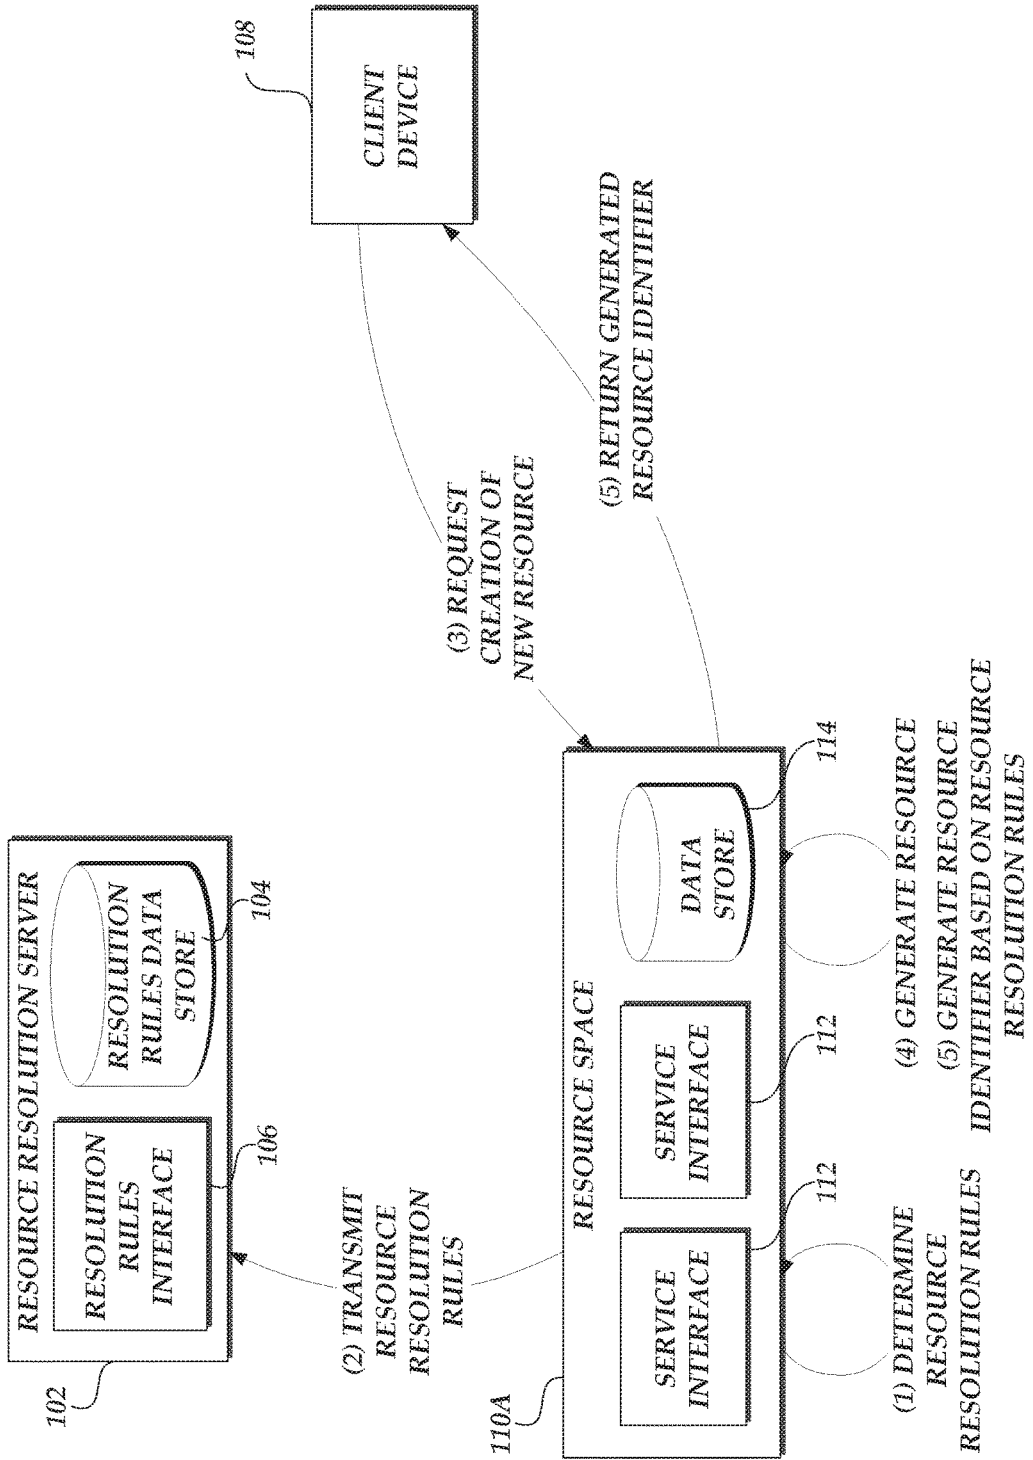 102
RESOURCE RESOLUTION SERVER
RESOLUTION
RULES
INTERFACE
106
RESOLUTION
RULES DATA
STORE
104
108
CLIENT
DEVICE
(2) TRANSMIT
RESOURCE
RESOLUTION
RULES
(3) REQUEST
CREATION OF
NEW RESOURCE
(5) RETURN GENERATED
RESOURCE IDENTIFIER
110A
RESOURCE SPACE
SERVICE
INTERFACE
112
SERVICE
INTERFACE
112
DATA
STORE
114
(1) DETERMINE
RESOURCE
RESOLUTION RULES
(4) GENERATE RESOURCE
(5) GENERATE RESOURCE
IDENTIFIER BASED ON RESOURCE
RESOLUTION RULES